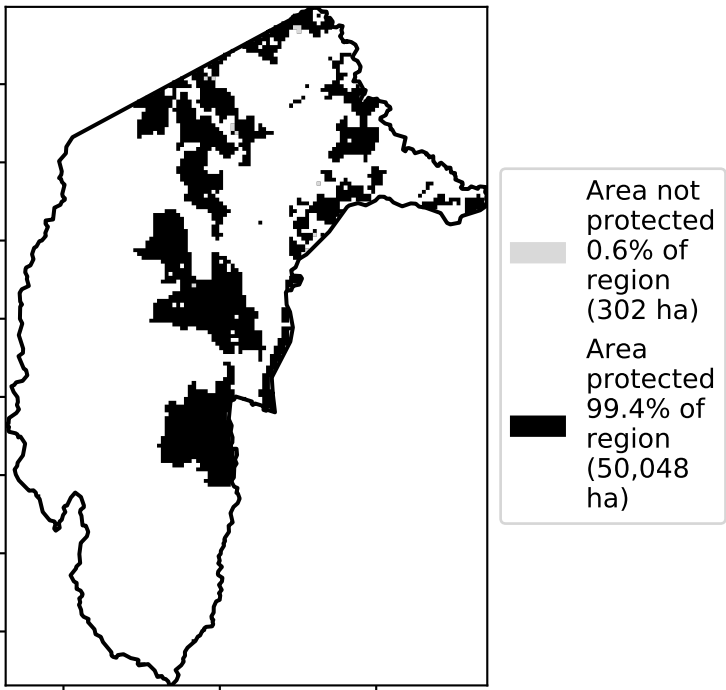 Area not
protected
0.6% of
region
(302 ha)
Area
protected
99.4% of
region
(50,048
ha)